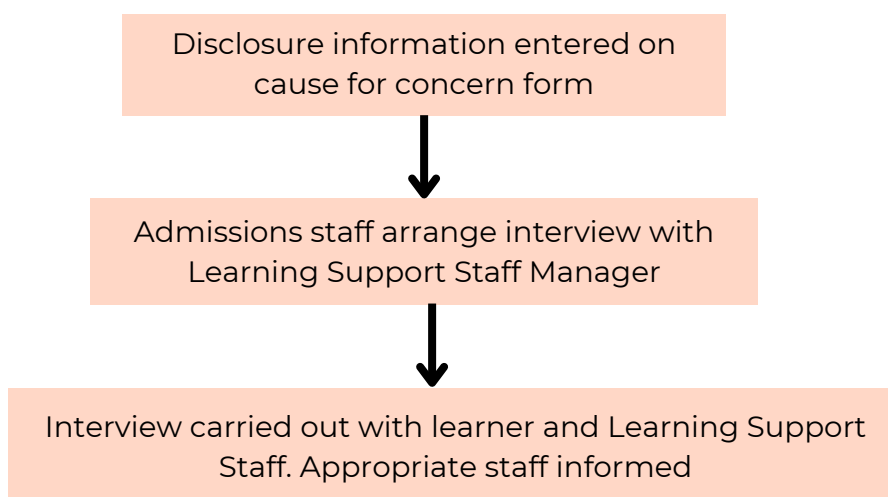 Disclosure information entered on
cause for concern form
Admissions staff arrange interview with
Learning Support Staff Manager
Interview carried out with learner and Learning Support
Staff. Appropriate staff informed